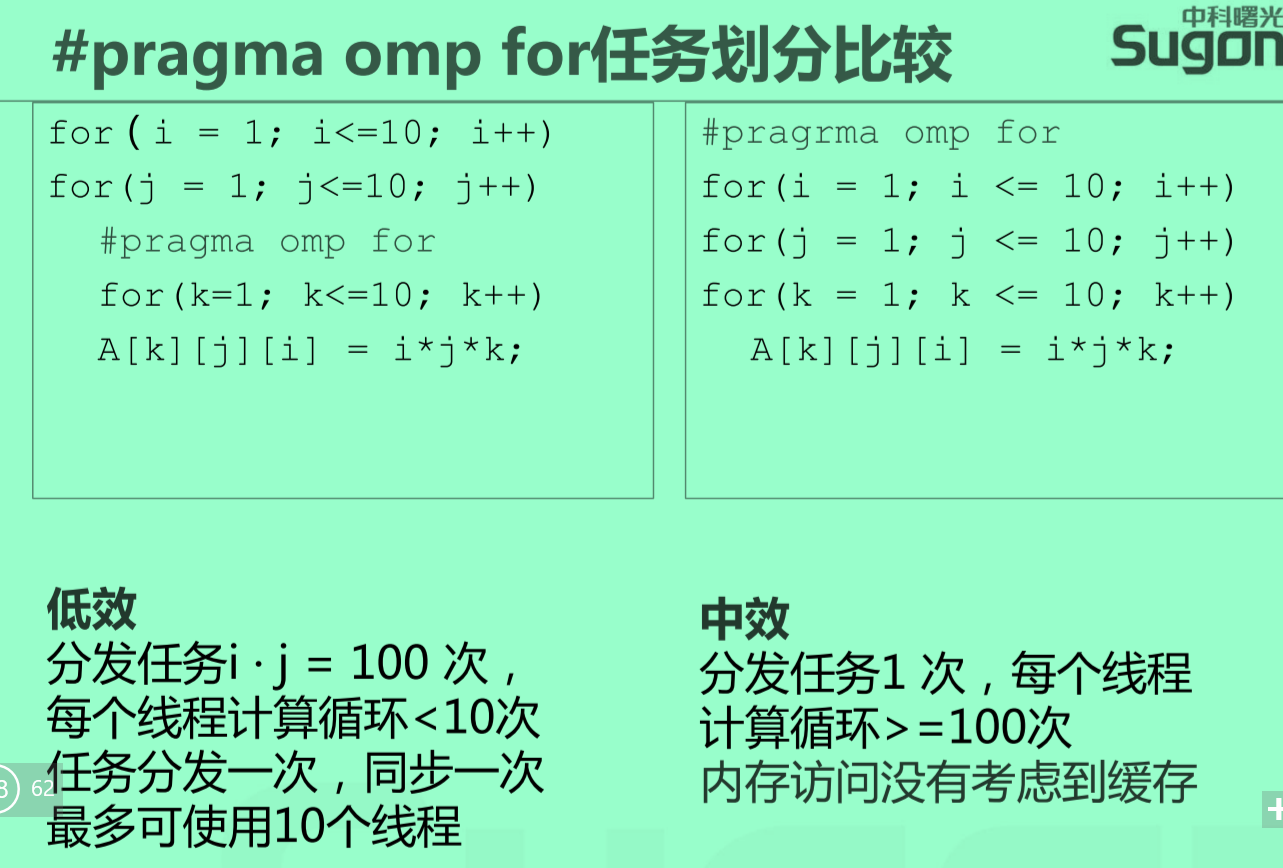 #pragma omp for任务划分比较
中科曙光
Sugon
for(i = 1; i<=10; i++)
for(j = 1; j<=10; j++)
#pragma omp for
for(k=1; k<=10; k++)
A[k][j][i] = i*j*k;
#pragrma omp for
for(i = 1; i <= 10; i++)
for(j = 1; j <= 10; j++)
for(k = 1; k <= 10; k++)
A[k][j][i] = i*j*k;
低效
分发任务i · j = 100 次，
每个线程计算循环<10次
任务分发一次，同步一次
最多可使用10个线程
中效
分发任务1 次，每个线程
计算循环>=100次
内存访问没有考虑到缓存
62